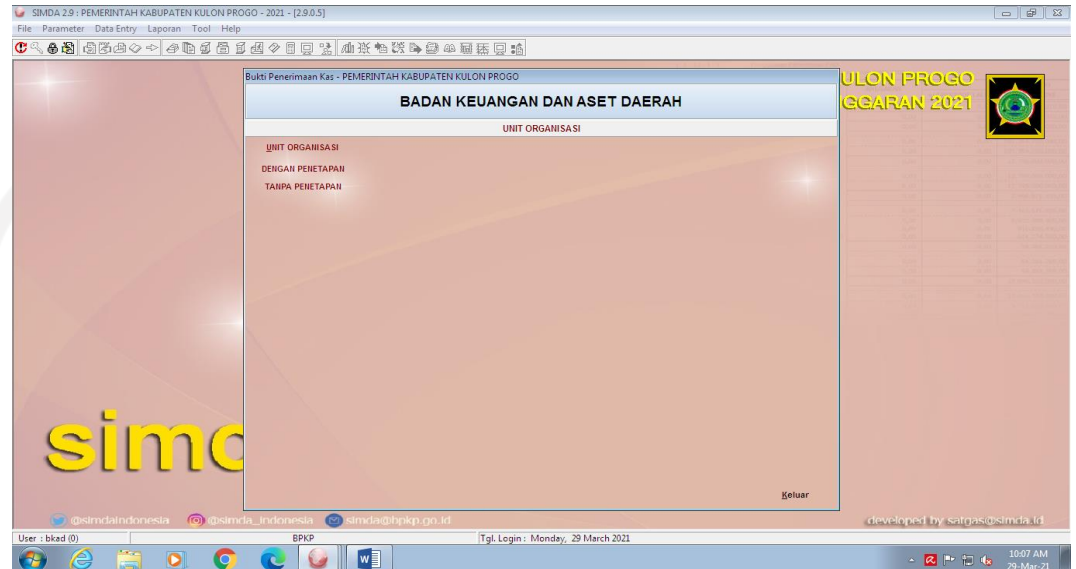 SIMDA 2.9 : PEMERINTAH KABUPATEN KULON PROGO - 2021 - [2.9.0.5]
File Parameter Data Entry Laporan Tool Help
Bukti Penerimaan Kas - PEMERINTAH KABUPATEN KULON PROGO
ULON PROGO
BADAN KEUANGAN DAN ASET DAERAH
GGARAN 2021
UNIT ORGANISASI
UNIT ORGANISASI
DENGAN PENETAPAN
TANPA PENETAPAN
simd
Keluar
@simdaindonesia @simda_indonesia simda@bpkp.go.id
developed by satgas@simda.id
User : bkad (0) BPKP Tgl. Login : Monday, 29 March 2021
10:07 AM
29-Mar-21